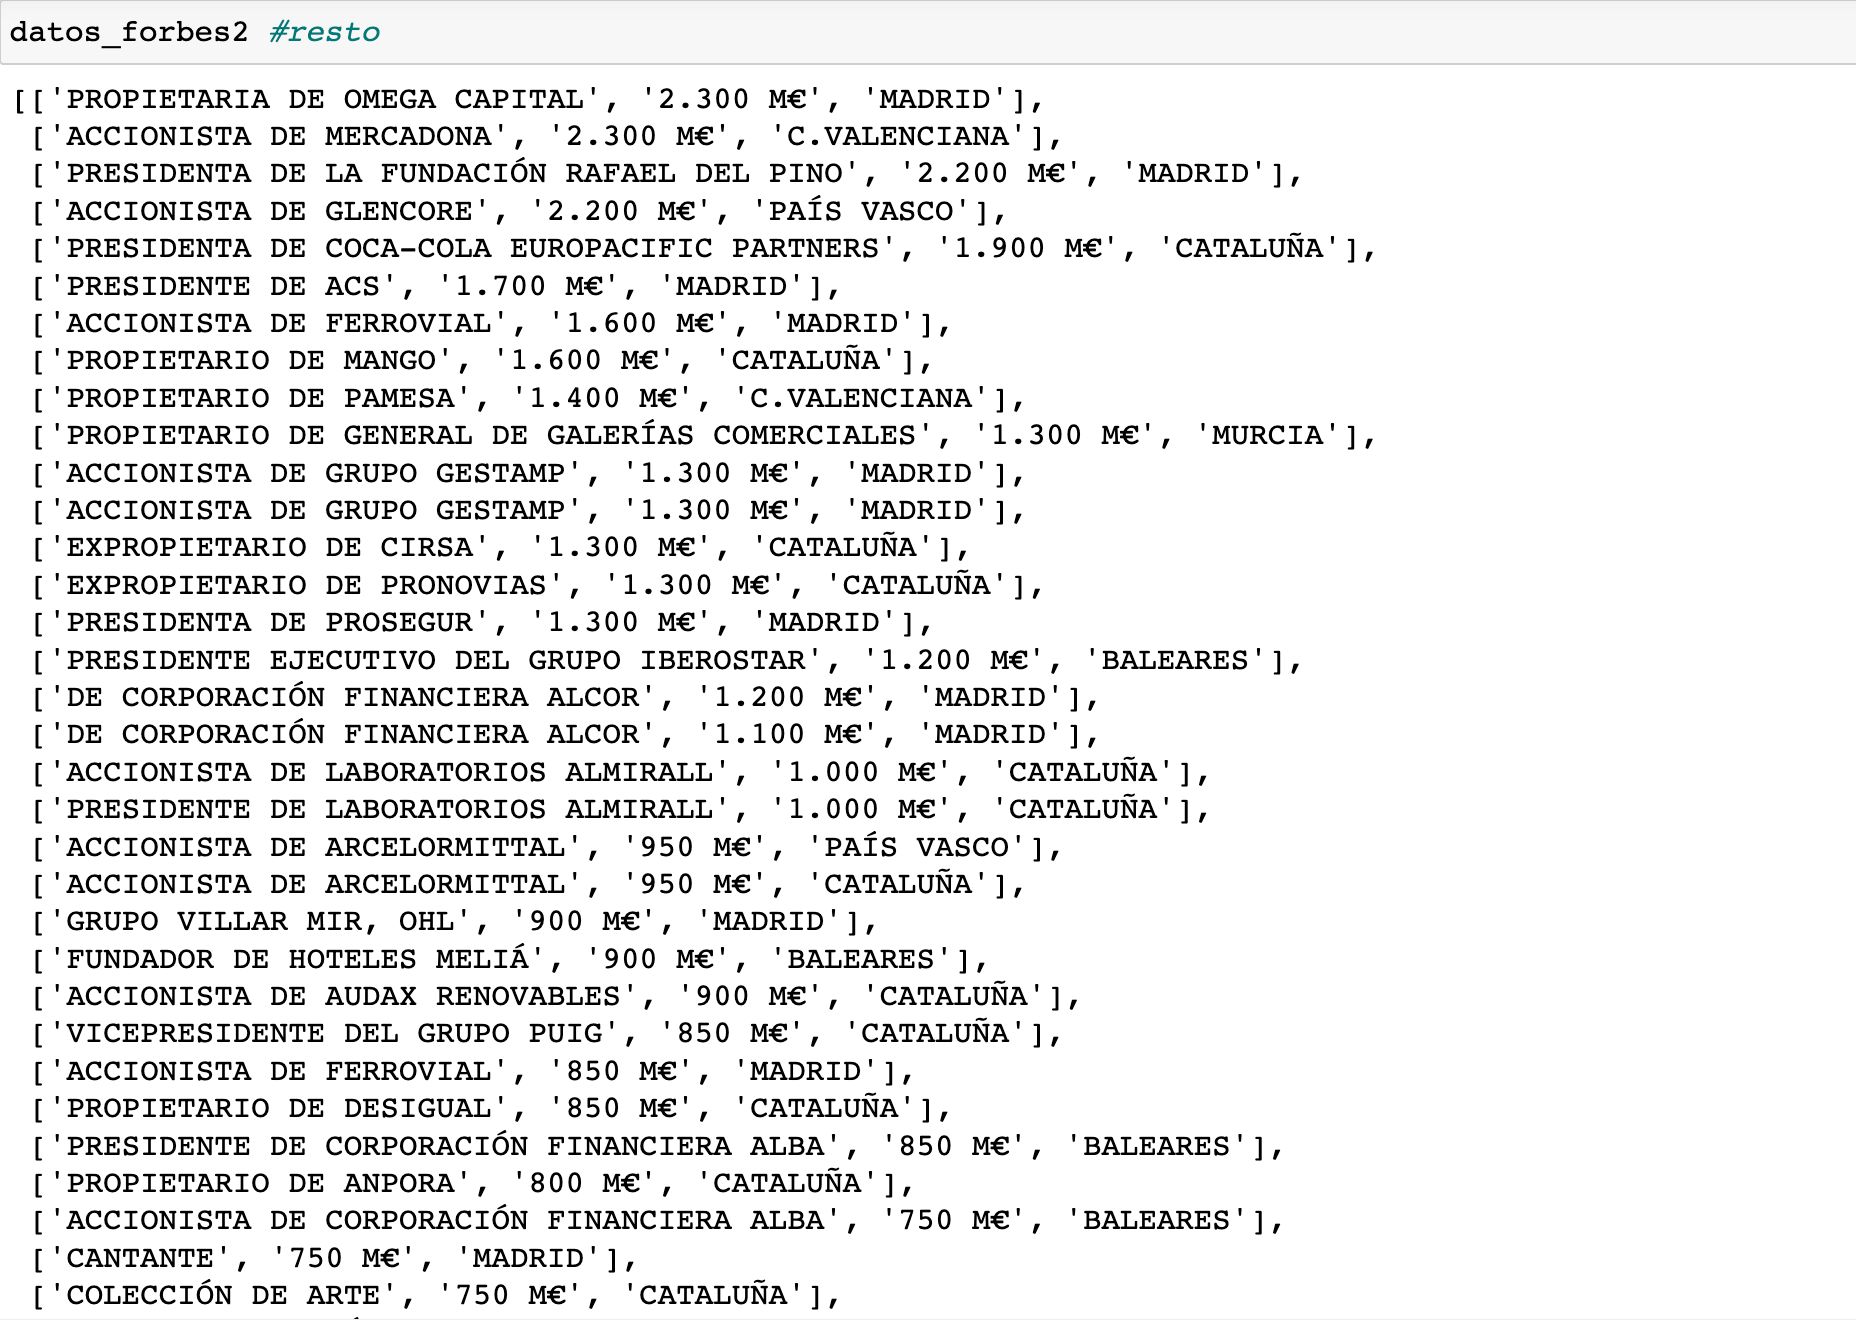 datos_forbes2 #resto
[['PROPIETARIA DE OMEGA CAPITAL', '2.300 M€', 'MADRID'],
['ACCIONISTA DE MERCADONA', '2.300 M€', 'C.VALENCIANA'],
['PRESIDENTA DE LA FUNDACIÓN RAFAEL DEL PINO', '2.200 M€', 'MADRID'],
['ACCIONISTA DE GLENCORE', '2.200 M€', 'PAÍS VASCO'],
['PRESIDENTA DE COCA-COLA EUROPACIFIC PARTNERS', '1.900 M€', 'CATALUÑA'],
['PRESIDENTE DE ACS', '1.700 M€', 'MADRID'],
['ACCIONISTA DE FERROVIAL', '1.600 M€', 'MADRID'],
['PROPIETARIO DE MANGO', '1.600 M€', 'CATALUÑA'],
['PROPIETARIO DE PAMESA', '1.400 M€', 'C.VALENCIANA'],
['PROPIETARIO DE GENERAL DE GALERÍAS COMERCIALES', '1.300 M€', 'MURCIA'],
['ACCIONISTA DE GRUPO GESTAMP', '1.300 M€', 'MADRID'],
['ACCIONISTA DE GRUPO GESTAMP', '1.300 M€', 'MADRID'],
['EXPROPIETARIO DE CIRSA', '1.300 M€', 'CATALUÑA'],
['EXPROPIETARIO DE PRONOVIAS', '1.300 M€', 'CATALUÑA'],
['PRESIDENTA DE PROSEGUR', '1.300 M€', 'MADRID'],
['PRESIDENTE EJECUTIVO DEL GRUPO IBEROSTAR', '1.200 M€', 'BALEARES'],
['DE CORPORACIÓN FINANCIERA ALCOR', '1.200 M€', 'MADRID'],
['DE CORPORACIÓN FINANCIERA ALCOR', '1.100 M€', 'MADRID'],
['ACCIONISTA DE LABORATORIOS ALMIRALL', '1.000 M€', 'CATALUÑA'],
['PRESIDENTE DE LABORATORIOS ALMIRALL', '1.000 M€', 'CATALUÑA'],
['ACCIONISTA DE ARCELORMITTAL', '950 M€', 'PAÍS VASCO'],
['ACCIONISTA DE ARCELORMITTAL', '950 M€', 'CATALUÑA'],
['GRUPO VILLAR MIR, OHL', '900 M€', 'MADRID'],
['FUNDADOR DE HOTELES MELIÁ', '900 M€', 'BALEARES'],
['ACCIONISTA DE AUDAX RENOVABLES', '900 M€', 'CATALUÑA'],
['VICEPRESIDENTE DEL GRUPO PUIG', '850 M€', 'CATALUÑA'],
['ACCIONISTA DE FERROVIAL', '850 M€', 'MADRID'],
['PROPIETARIO DE DESIGUAL', '850 M€', 'CATALUÑA'],
['PRESIDENTE DE CORPORACIÓN FINANCIERA ALBA', '850 M€', 'BALEARES'],
['PROPIETARIO DE ANPORA', '800 M€', 'CATALUÑA'],
['ACCIONISTA DE CORPORACIÓN FINANCIERA ALBA', '750 M€', 'BALEARES'],
['CANTANTE', '750 M€', 'MADRID'],
['COLECCIÓN DE ARTE', '750 M€', 'CATALUÑA'],